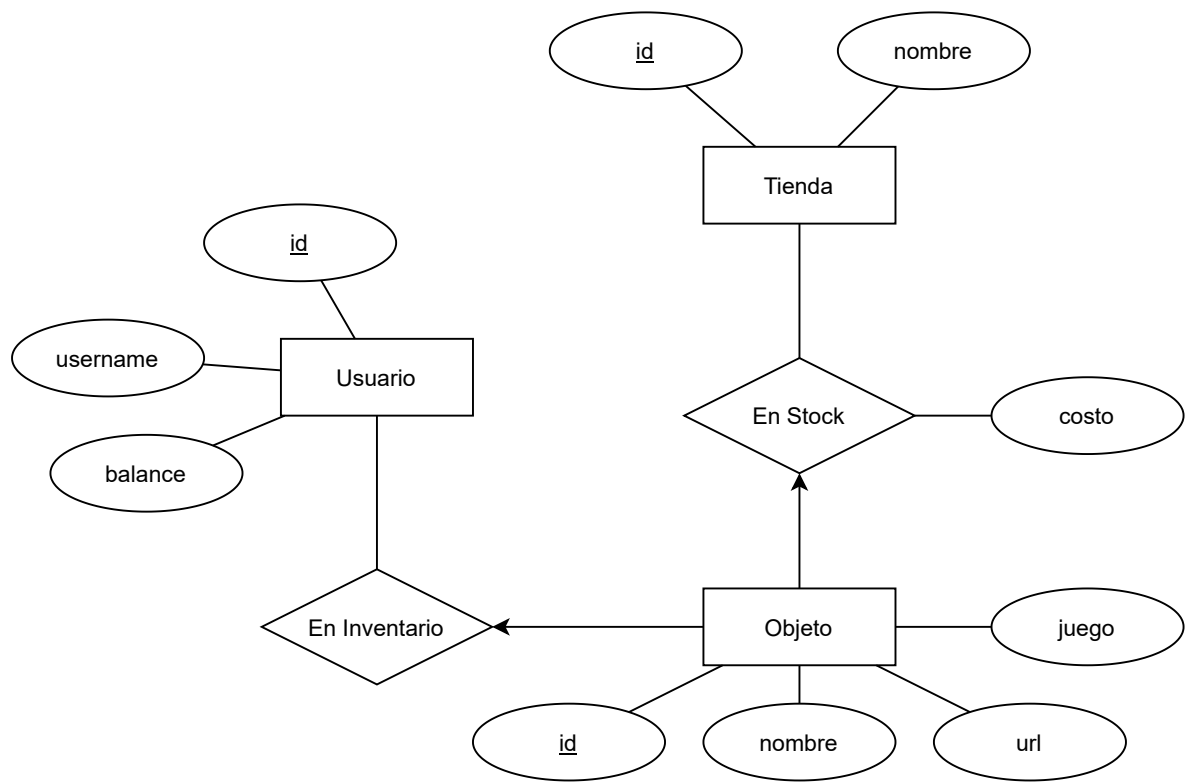 id
nombre
Tienda
id
username
Usuario
balance
En Stock
costo
En Inventario
Objeto
juego
id
nombre
url